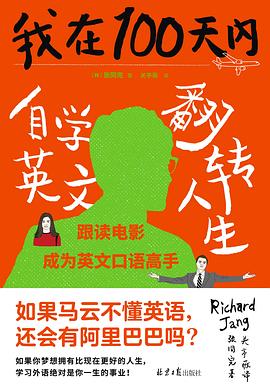 我在100天内
自学英文
翻转人生
[韩] 张同完 著 关亭薇 译
跟读电影
成为英文口语高手
如果马云不懂英语,
还会有阿里巴巴吗?
如果你梦想拥有比现在更好的人生,
学习外语绝对是你一生的事业!
Richard
Jang
北京日报出版社